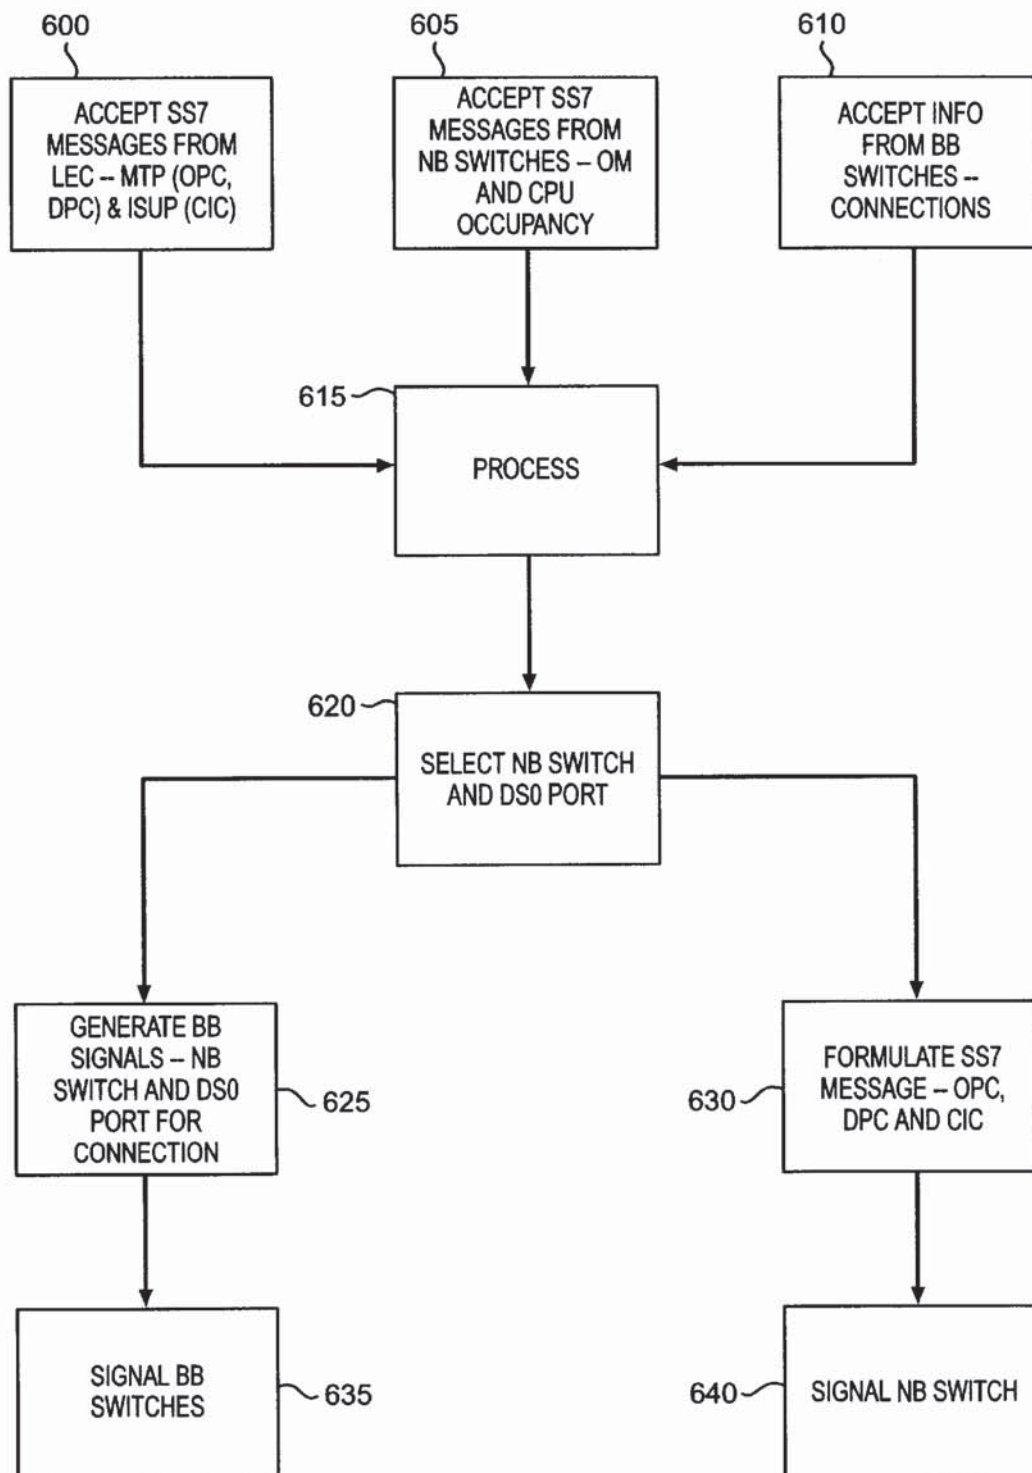 600
605
610
ACCEPT SS7
MESSAGES FROM
LEC -- MTP (OPC,
DPC) & ISUP (CIC)
ACCEPT SS7
MESSAGES FROM
NB SWITCHES – OM
AND CPU
OCCUPANCY
ACCEPT INFO
FROM BB
SWITCHES --
CONNECTIONS
615
PROCESS
620
SELECT NB SWITCH
AND DS0 PORT
GENERATE BB
SIGNALS – NB
SWITCH AND DS0
PORT FOR
CONNECTION
625
630
FORMULATE SS7
MESSAGE – OPC,
DPC AND CIC
SIGNAL BB
SWITCHES
635
640
SIGNAL NB SWITCH